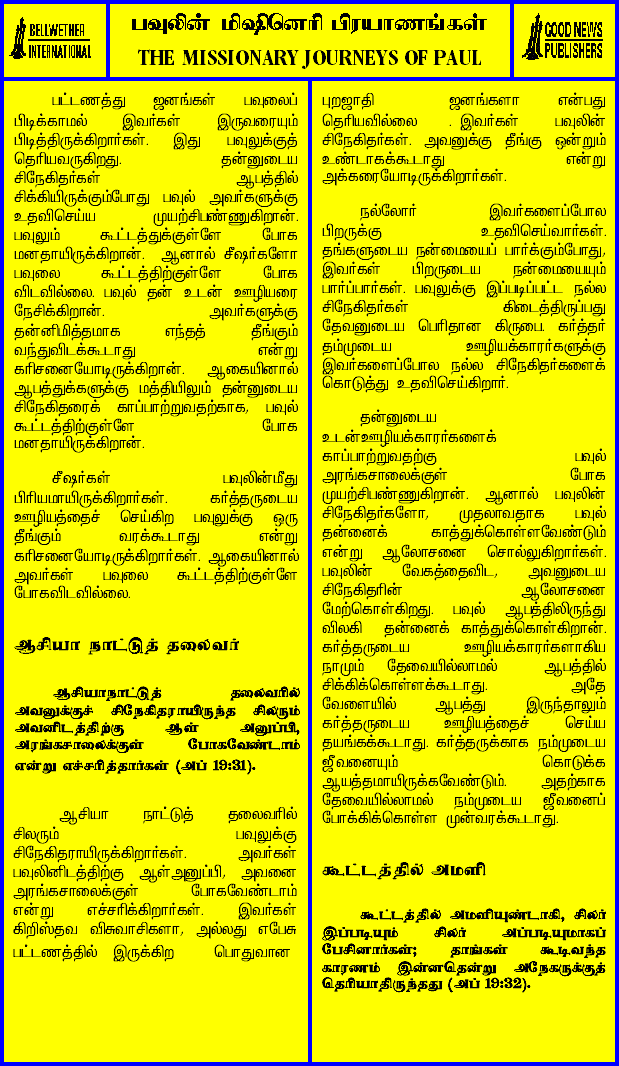 BELLWETHER
INTERNATIONAL
பவுலின் மிஷினெரி பிரயாணங்கள்
THE MISSIONARY JOURNEYS OF PAUL
GOOD NEWS
PUBLISHERS
பட்டணத்து ஜனங்கள் பவுலைப்
பிடிக்காமல் இவர்கள் இருவரையும்
பிடித்திருக்கிறார்கள். இது பவுலுக்குத்
தெரியவருகிறது. தன்னுடைய
சிநேகிதர்கள் ஆபத்தில்
சிக்கியிருக்கும்போது பவுல் அவர்களுக்கு
உதவிசெய்ய முயற்சிபண்ணுகிறான்.
பவுலும் கூட்டத்துக்குள்ளே போக
மனதாயிருக்கிறான். ஆனால் சீஷர்களோ
பவுலை கூட்டத்திற்குள்ளே போக
விடவில்லை. பவுல் தன் உடன் ஊழியரை
நேசிக்கிறான். அவர்களுக்கு
தன்னிமித்தமாக எந்தத் தீங்கும்
வந்துவிடக்கூடாது என்று
கரிசனையோடிருக்கிறான். ஆகையினால்
ஆபத்துக்களுக்கு மத்தியிலும் தன்னுடைய
சிநேகிதரைக் காப்பாற்றுவதற்காக, பவுல்
கூட்டத்திற்குள்ளே போக
மனதாயிருக்கிறான்.
சீஷர்கள் பவுலின்மீது
பிரியமாயிருக்கிறார்கள். கர்த்தருடைய
ஊழியத்தைச் செய்கிற பவுலுக்கு ஒரு
தீங்கும் வரக்கூடாது என்று
கரிசனையோடிருக்கிறார்கள். ஆகையினால்
அவர்கள் பவுலை கூட்டத்திற்குள்ளே
போகவிடவில்லை.
ஆசியா நாட்டுத் தலைவர்
ஆசியாநாட்டுத் தலைவரில்
அவனுக்குச் சிநேகிதராயிருந்த சிலரும்
அவனிடத்திற்கு ஆள் அனுப்பி,
அரங்கசாலைக்குள் போகவேண்டாம்
என்று எச்சரித்தார்கள் (அப் 19:31).
ஆசியா நாட்டுத் தலைவரில்
சிலரும் பவுலுக்கு
சிநேகிதராயிருக்கிறார்கள். அவர்கள்
பவுலினிடத்திற்கு ஆள்அனுப்பி, அவனை
அரங்கசாலைக்குள் போகவேண்டாம்
என்று எச்சரிக்கிறார்கள். இவர்கள்
கிறிஸ்தவ விசுவாசிகளா, அல்லது எபேசு
பட்டணத்தில் இருக்கிற பொதுவான
புறஜாதி ஜனங்களா என்பது
தெரியவில்லை . இவர்கள் பவுலின்
சிநேகிதர்கள். அவனுக்கு தீங்கு ஒன்றும்
உண்டாகக்கூடாது என்று
அக்கரையோடிருக்கிறார்கள்.
நல்லோர் இவர்களைப்போல
பிறருக்கு உதவிசெய்வார்கள்.
தங்களுடைய நன்மையைப் பார்க்கும்போது,
இவர்கள் பிறருடைய நன்மையையும்
பார்ப்பார்கள். பவுலுக்கு இப்படிப்பட்ட நல்ல
சிநேகிதர்கள் கிடைத்திருப்பது
தேவனுடைய பெரிதான கிருபை. கர்த்தர்
தம்முடைய ஊழியக்காரர்களுக்கு
இவர்களைப்போல நல்ல சிநேகிதர்களைக்
கொடுத்து உதவிசெய்கிறார்.
தன்னுடைய
உடன்ஊழியக்காரர்களைக்
காப்பாற்றுவதற்கு பவுல்
அரங்கசாலைக்குள் போக
முயற்சிபண்ணுகிறான். ஆனால் பவுலின்
சிநேகிதர்களோ, முதலாவதாக பவுல்
தன்னைக் காத்துக்கொள்ளவேண்டும்
என்று ஆலோசனை சொல்லுகிறார்கள்.
பவுலின் வேகத்தைவிட, அவனுடைய
சிநேகிதரின் ஆலோசனை
மேற்கொள்கிறது. பவுல் ஆபத்திலிருந்து
விலகி தன்னைக் காத்துக்கொள்கிறான்.
கர்த்தருடைய ஊழியக்காரர்களாகிய
நாமும் தேவையில்லாமல் ஆபத்தில்
சிக்கிக்கொள்ளக்கூடாது. அதே
வேளையில் ஆபத்து இருந்தாலும்
கர்த்தருடைய ஊழியத்தைச் செய்ய
தயங்கக்கூடாது. கர்த்தருக்காக நம்முடைய
ஜீவனையும் கொடுக்க
ஆயத்தமாயிருக்கவேண்டும். அதற்காக
தேவையில்லாமல் நம்முடைய ஜீவனைப்
போக்கிக்கொள்ள முன்வரக்கூடாது.
கூட்டத்தில் அமளி
கூட்டத்தில் அமளியுண்டாகி, சிலர்
இப்படியும் சிலர் அப்படியுமாகப்
பேசினார்கள்; தாங்கள் கூடிவந்த
காரணம் இன்னதென்று அநேகருக்குத்
தெரியாதிருந்தது (அப் 19:32).